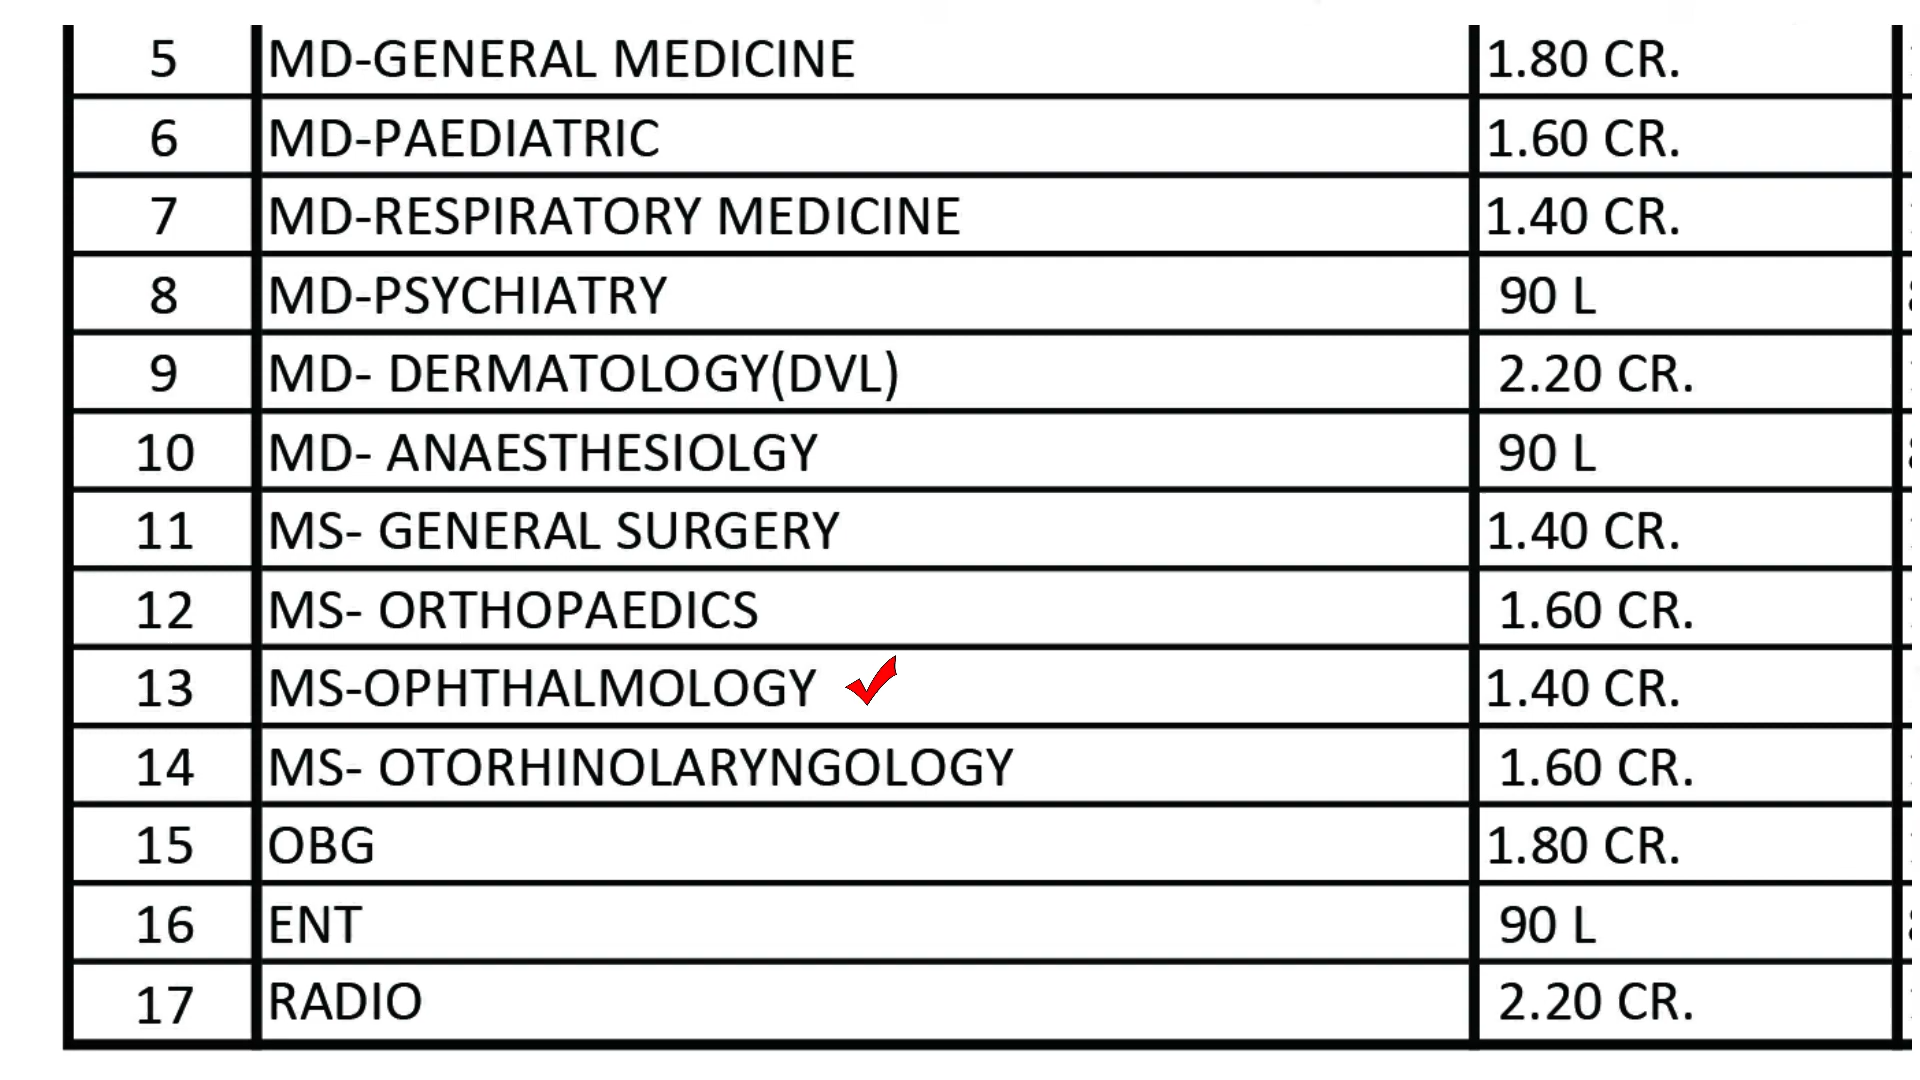 5 MD-GENERAL MEDICINE 1.80 CR.
6 MD-PAEDIATRIC 1.60 CR.
7 MD-RESPIRATORY MEDICINE 1.40 CR.
8 MD-PSYCHIATRY 90 L
9 MD- DERMATOLOGY(DVL) 2.20 CR.
10 MD- ANAESTHESIOLGY 90 L
11 MS- GENERAL SURGERY 1.40 CR.
12 MS- ORTHOPAEDICS 1.60 CR.
13 MS-OPHTHALMOLOGY 1.40 CR.
14 MS- OTORHINOLARYNGOLOGY 1.60 CR.
15 OBG 1.80 CR.
16 ENT 90 L
17 RADIO 2.20 CR.